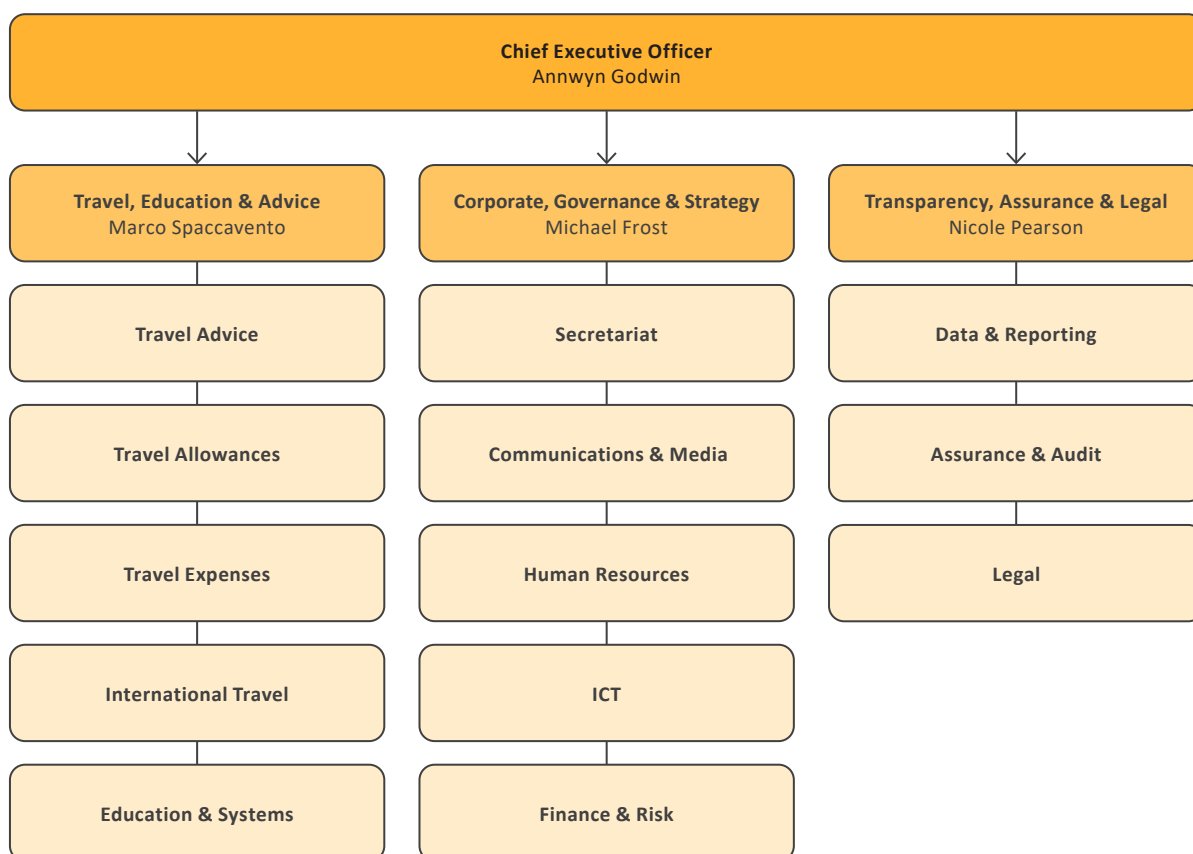 Chief Executive Officer
Annwyn Godwin
Travel, Education & Advice
Marco Spaccavento
Travel Advice
Travel Allowances
Travel Expenses
International Travel
Education & Systems
Corporate, Governance & Strategy
Michael Frost
Secretariat
Communications & Media
Human Resources
ICT
Finance & Risk
Transparency, Assurance & Legal
Nicole Pearson
Data & Reporting
Assurance & Audit
Legal